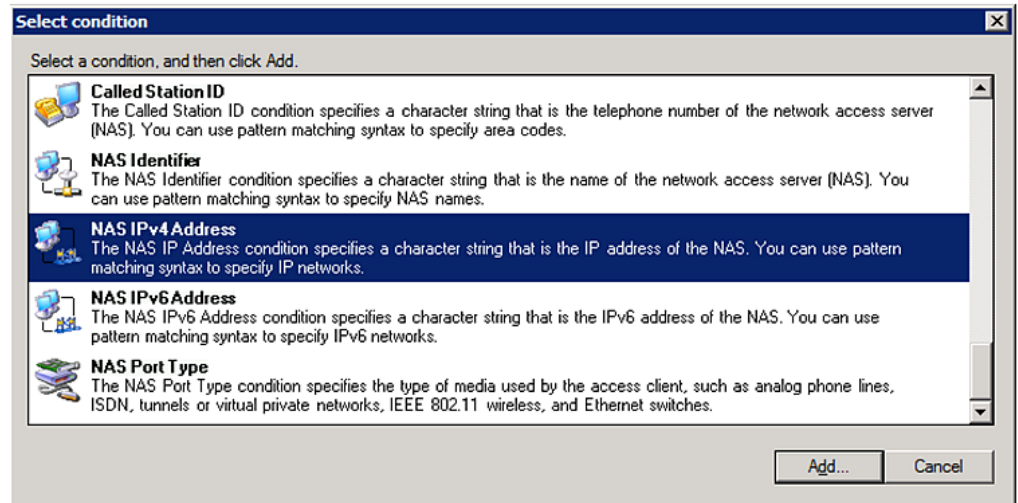 Select condition
Select a condition, and then click Add.
Called Station ID
The Called Station ID condition specifies a character string that is the telephone number of the network access server
(NAS). You can use pattern matching syntax to specify area codes.
NAS Identifier
The NAS Identifier condition specifies a character string that is the name of the network access server (NAS). You
can use pattern matching syntax to specify NAS names.
NAS IPv4 Address
The NAS IP Address condition specifies a character string that is the IP address of the NAS. You can use pattern
matching syntax to specify IP networks.
NAS IPv6 Address
The NAS IPv6 Address condition specifies a character string that is the IPv6 address of the NAS. You can use
pattern matching syntax to specify IPv6 networks.
NAS Port Type
The NAS Port Type condition specifies the type of media used by the access client, such as analog phone lines,
ISDN, tunnels or virtual private networks, IEEE 802.11 wireless, and Ethernet switches.
Add... Cancel